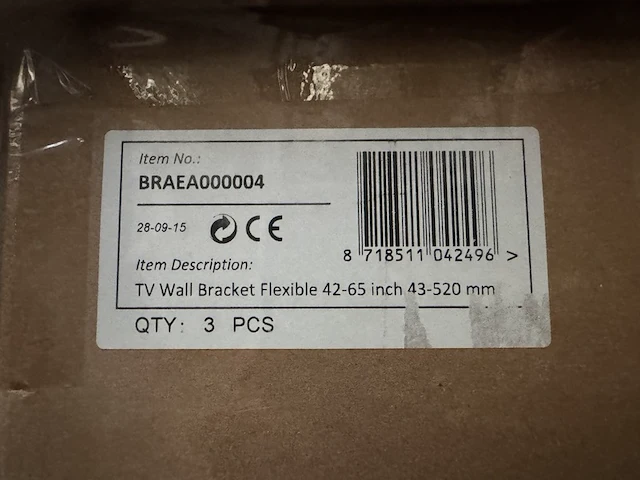 Item No.:
BRAEA000004
28-09-15 CE
8 718511 042496 >
Item Description:
TV Wall Bracket Flexible 42-65 inch 43-520 mm
QTY: 3 PCS